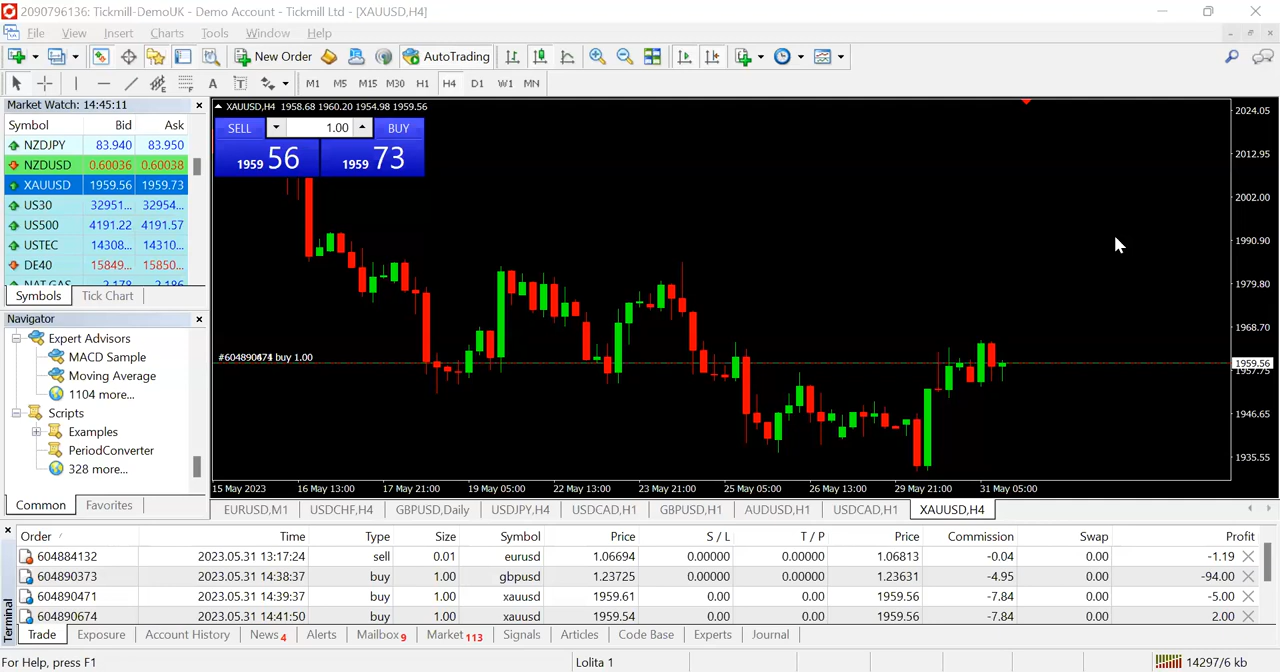 2090796136: Tickmill-DemoUK - Demo Account - Tickmill Ltd - [XAUUSD,H4]
File View Insert Charts Tools Window Help
New Order AutoTrading
A T M1 M5 M15 M30 H1 H4 D1 W1 MN
Market Watch: 14:45:11
Symbol Bid Ask
NZDJPY 83.940 83.950
NZDUSD 0.60036 0.60038
XAUUSD 1959.56 1959.73
US30 32951... 32954...
US500 4191.22 4191.57
USTEC 14308... 14310...
DE40 15849... 15850...
NAT.GAS 2.178 2.186
Symbols Tick Chart
Navigator
Expert Advisors
MACD Sample
Moving Average
1104 more...
Scripts
Examples
PeriodConverter
328 more...
Common Favorites
XAUUSD,H4 1958.68 1960.20 1954.98 1959.56
SELL 1.00 BUY
1959 56 1959 73
buy 1.00
2024.05
2012.95
2002.00
1990.90
1979.80
1968.70
1959.56
1957.75
1946.65
1935.55
15 May 2023 16 May 13:00 17 May 21:00 19 May 05:00 22 May 13:00 23 May 21:00 25 May 05:00 26 May 13:00 29 May 21:00 31 May 05:00
EURUSD,M1 USDCHF,H4 GBPUSD,Daily USDJPY,H4 USDCAD,H1 GBPUSD,H1 AUDUSD,H1 USDCAD,H1 XAUUSD,H4
Order Time Type Size Symbol Price S / L T / P Price Commission Swap Profit
604884132 2023.05.31 13:17:24 sell 0.01 eurusd 1.06694 0.00000 0.00000 1.06813 -0.04 0.00 -1.19
604890373 2023.05.31 14:38:37 buy 1.00 gbpusd 1.23725 0.00000 0.00000 1.23631 -4.95 0.00 -94.00
604890471 2023.05.31 14:39:37 buy 1.00 xauusd 1959.61 0.00 0.00 1959.56 -7.84 0.00 -5.00
604890674 2023.05.31 14:41:50 buy 1.00 xauusd 1959.54 0.00 0.00 1959.56 -7.84 0.00 2.00
Terminal
Trade Exposure Account History News 4 Alerts Mailbox 9 Market 113 Signals Articles Code Base Experts Journal
For Help, press F1 Lolita 1 14297/6 kb